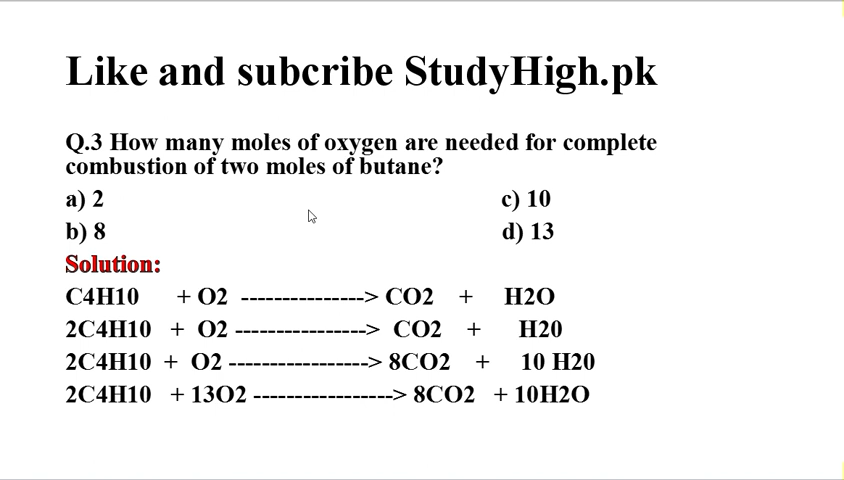 Like and subcribe StudyHigh.pk
Q.3 How many moles of oxygen are needed for complete
combustion of two moles of butane?
a) 2 c) 10
b) 8 d) 13
Solution:
C4H10 + O2 ---------------> CO2 + H2O
2C4H10 + O2 ----------------> CO2 + H20
2C4H10 + O2 -----------------> 8CO2 + 10 H20
2C4H10 + 13O2 -----------------> 8CO2 + 10H2O